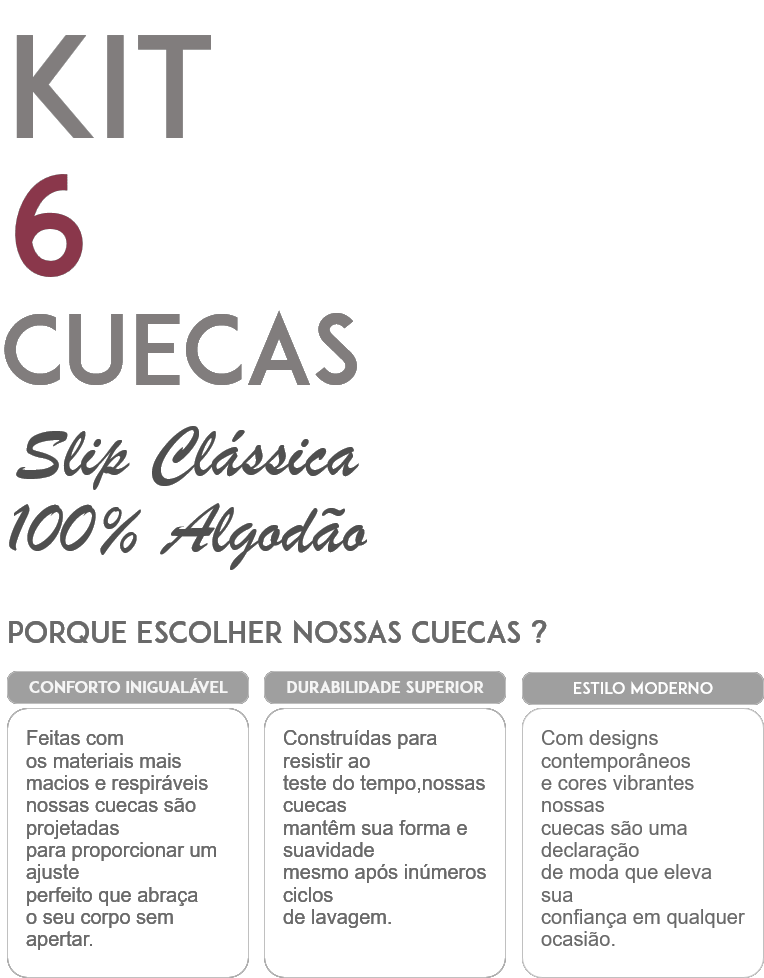 KIT
6
CUECAS
Slip Clássica
100% Algodão
PORQUE ESCOLHER NOSSAS CUECAS ?
CONFORTO INIGUALÁVEL
Feitas com
os materiais mais
macios e respiráveis
nossas cuecas são
projetadas
para proporcionar um
ajuste
perfeito que abraça
o seu corpo sem
apertar.
DURABILIDADE SUPERIOR
Construídas para
resistir ao
teste do tempo,nossas
cuecas
mantêm sua forma e
suavidade
mesmo após inúmeros
ciclos
de lavagem.
ESTILO MODERNO
Com designs
contemporâneos
e cores vibrantes
nossas
cuecas são uma
declaração
de moda que eleva
sua
confiança em qualquer
ocasião.